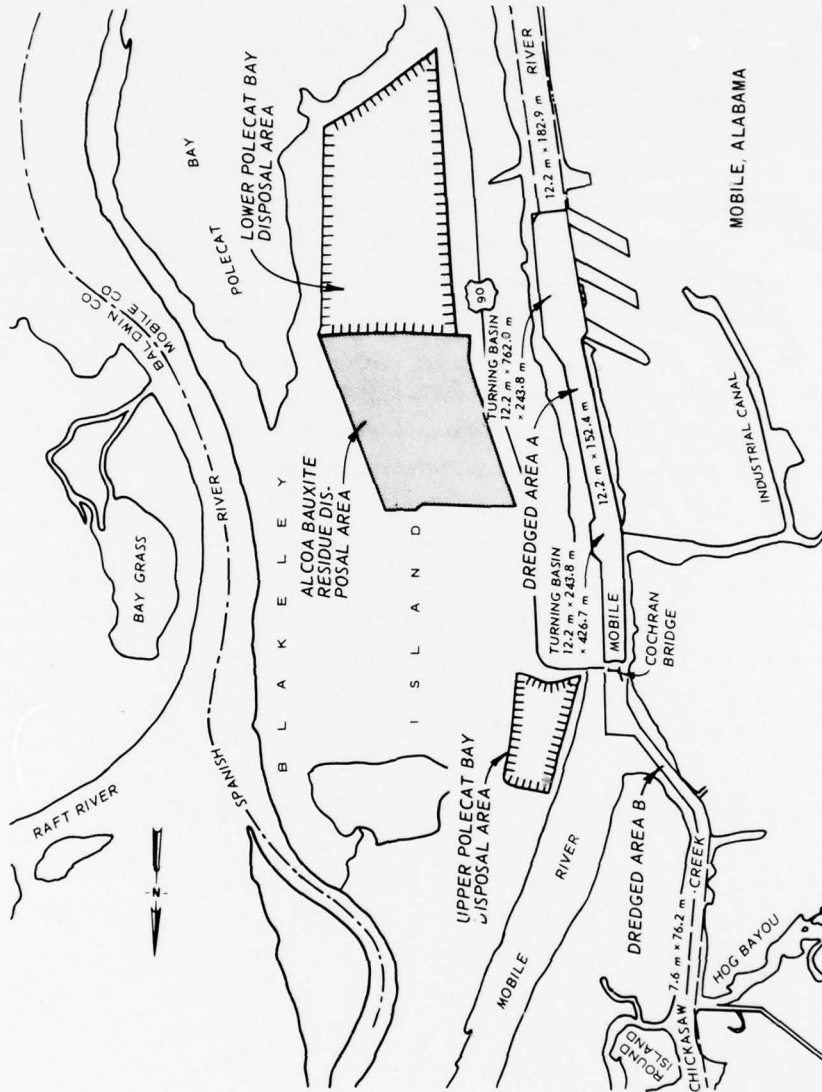 RAFT RIVER
BAY GRASS
BALDWIN CO
MOBILE CO
SPANISH
RIVER
N
POLECAT
BAY
LOWER POLECAT BAY
DISPOSAL AREA
BLAKELEY
ISLAND
ALCOA BAUXITE
RESIDUE DIS-
POSAL AREA
90
UPPER POLECAT BAY
DISPOSAL AREA
TURNING BASIN
12.2 m × 762.0 m
× 243.8 m
RIVER
12.2 m × 182.9 m
DREDGED AREA A
12.2 m × 152.4 m
TURNING BASIN
12.2 m × 243.8 m
× 426.7 m
MOBILE
COCHRAN
BRIDGE
MOBILE
RIVER
DREDGED AREA B
7.6 m × 76.2 m
CHICKASAW
CREEK
ROUND
ISLAND
HOG BAYOU
INDUSTRIAL CANAL
MOBILE, ALABAMA